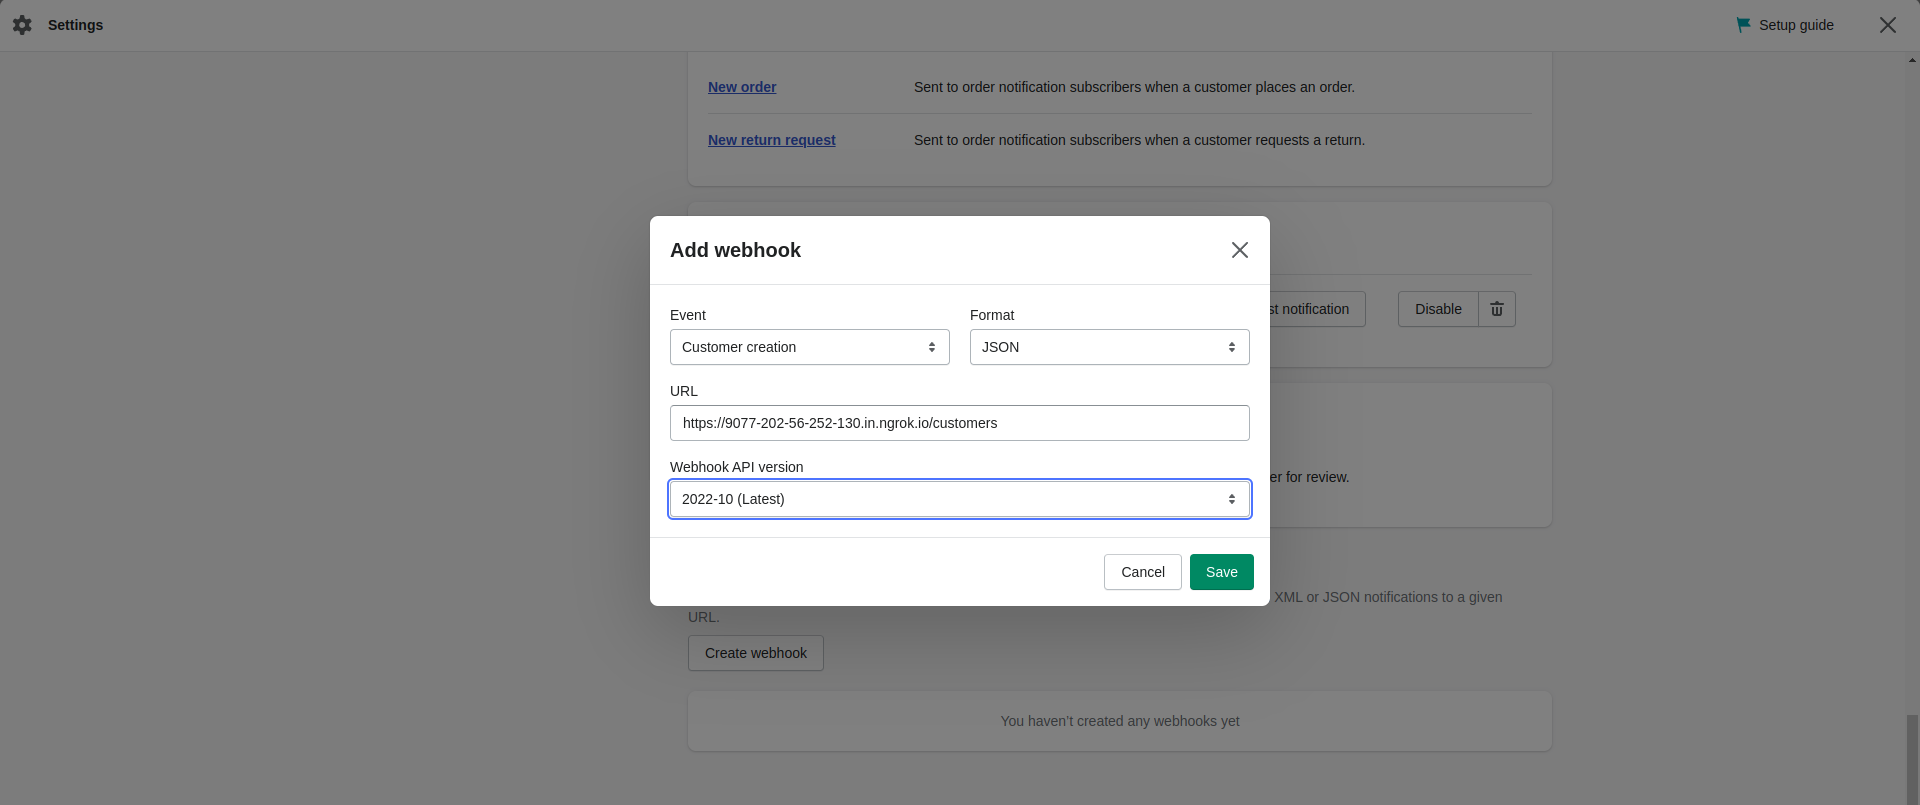 Settings
Setup guide
New order
Sent to order notification subscribers when a customer places an order.
New return request
Sent to order notification subscribers when a customer requests a return.
Add webhook
Event
Format
Customer creation
JSON
notification
Disable
URL
https://9077-202-56-252-130.in.ngrok.io/customers
Webhook API version
for review.
2022-10 (Latest)
Cancel
Save
XML or JSON notifications to a given
URL.
Create webhook
You haven't created any webhooks yet